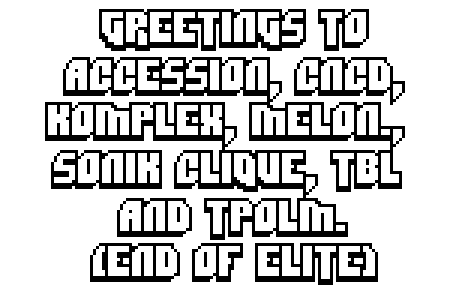 GREETINGS TO
ACCESSION, CNCD,
KOMPLEX, MELON.,
SONIK CLIQUE, TBL
AND TPOLM.
(END OF ELITE)